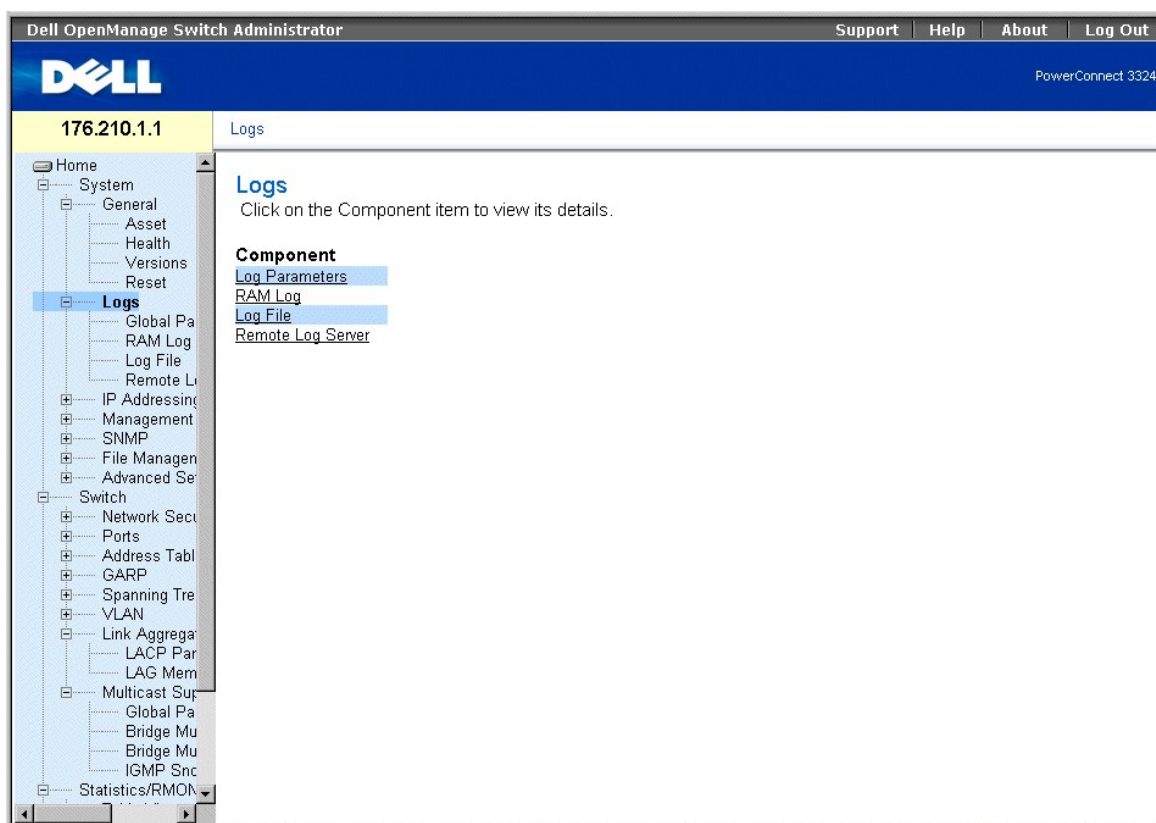 Dell OpenManage Switch Administrator
Support Help About Log Out
DELL
PowerConnect 3324
176.210.1.1
Logs
Home
System
General
Asset
Health
Versions
Reset
Logs
Global Pa
RAM Log
Log File
Remote L
IP Addressing
Management
SNMP
File Managen
Advanced Se
Switch
Network Secu
Ports
Address Tabl
GARP
Spanning Tre
VLAN
Link Aggrega
LACP Par
LAG Mem
Multicast Sup
Global Pa
Bridge Mu
Bridge Mu
IGMP Snc
Statistics/RMON
Logs
Click on the Component item to view its details.
Component
Log Parameters
RAM Log
Log File
Remote Log Server